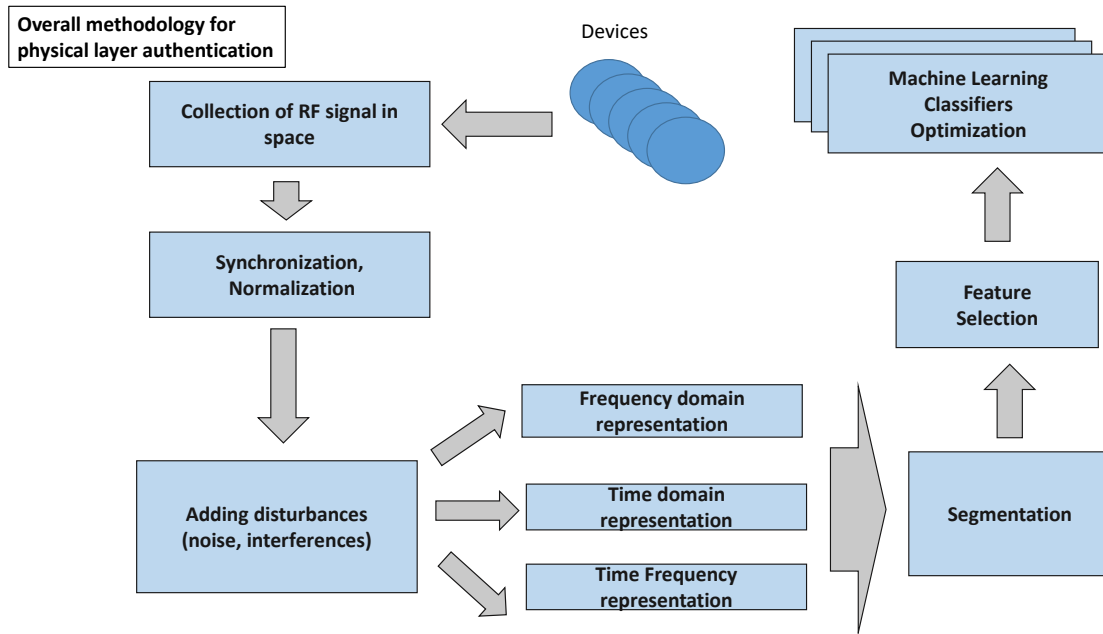 Overall methodology for
physical layer authentication
Devices
Collection of RF signal in
space
Synchronization,
Normalization
Adding disturbances
(noise, interferences)
Frequency domain
representation
Time domain
representation
Time Frequency
representation
Segmentation
Feature
Selection
Machine Learning
Classifiers
Optimization